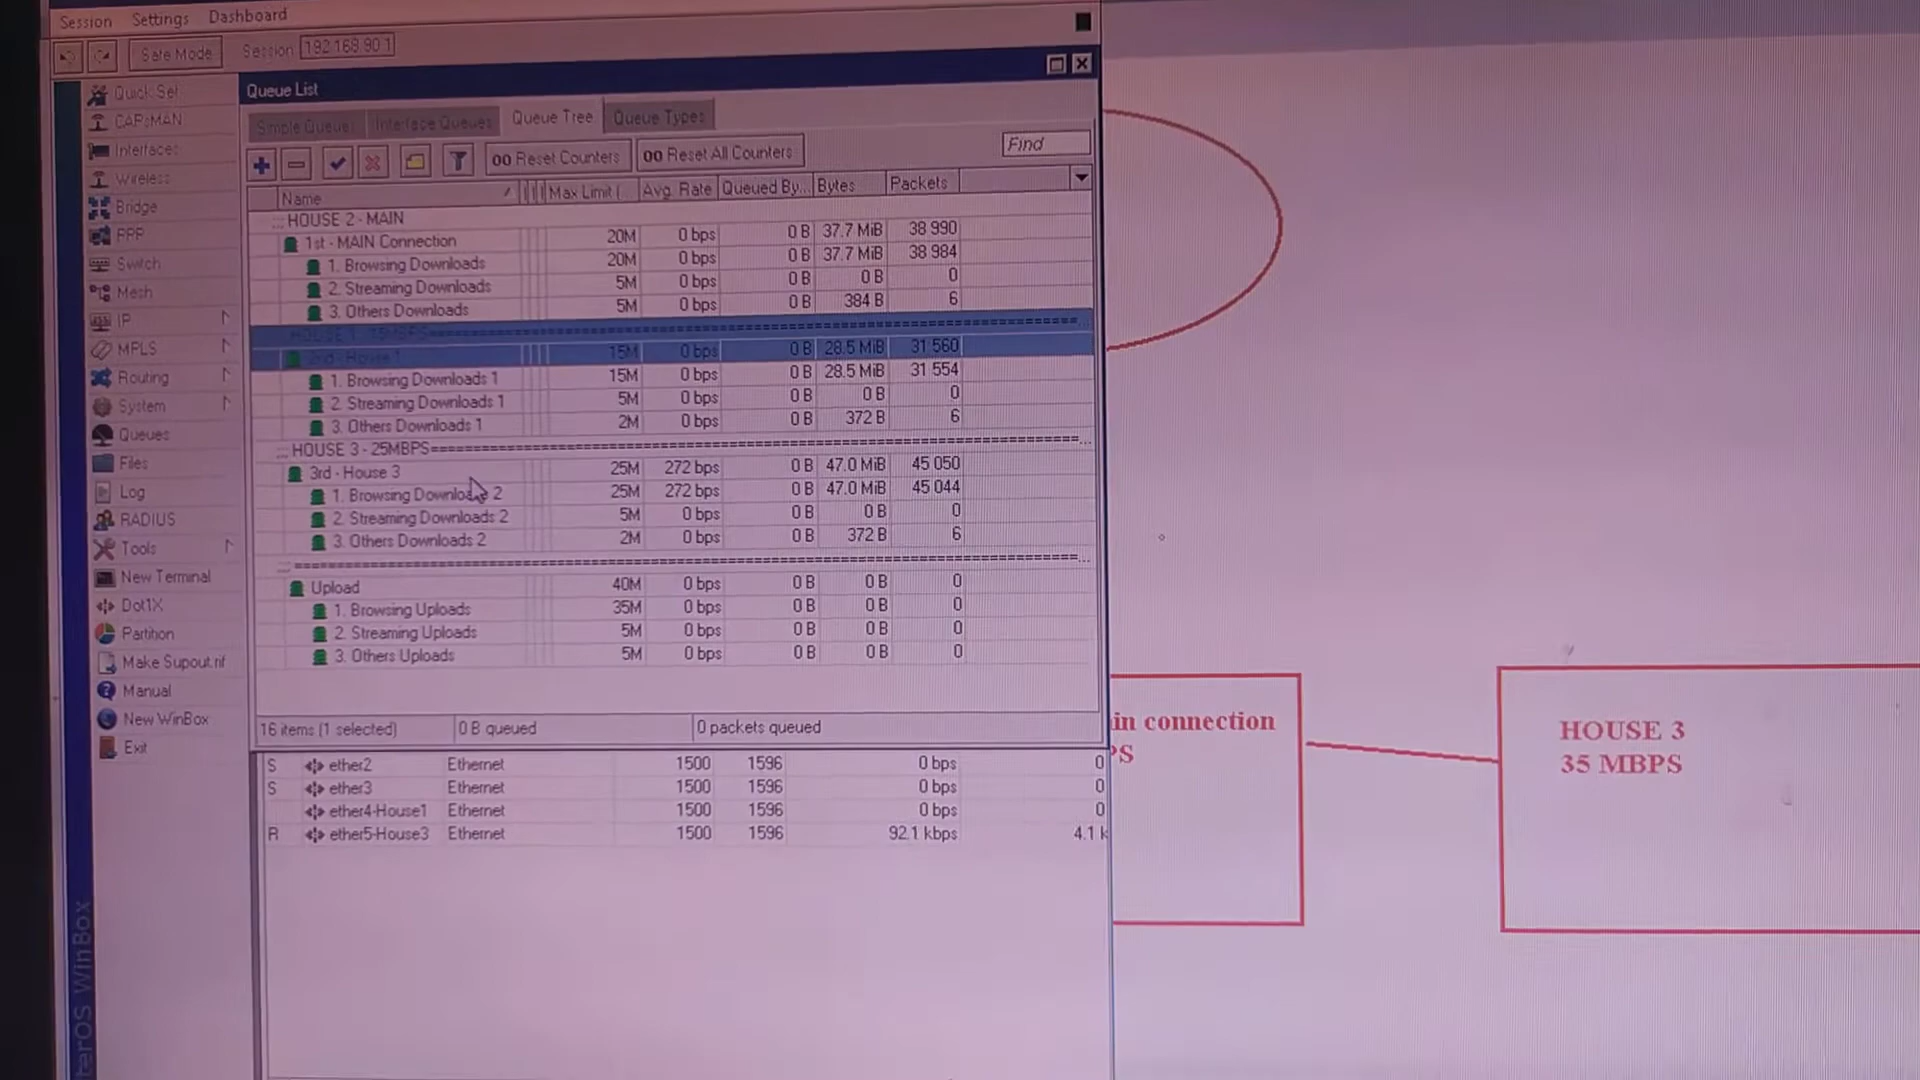 Session Settings Dashboard
Safe Mode Session: 192.168.90.1
Quick Set
CAPsMAN
Interfaces
Wireless
Bridge
PPP
Switch
Mesh
IP
MPLS
Routing
System
Queues
Files
Log
RADIUS
Tools
New Terminal
Dot1X
Partition
Make Supout.rif
Manual
New WinBox
Exit
Queue List
Simple Queues Interface Queues Queue Tree Queue Types
00 Reset Counters 00 Reset All Counters Find
Name Max Limit (... Avg. Rate Queued By... Bytes Packets
::: HOUSE 2 - MAIN
1st - MAIN Connection 20M 0 bps 0 B 37.7 MiB 38 990
1. Browsing Downloads 20M 0 bps 0 B 37.7 MiB 38 984
2. Streaming Downloads 5M 0 bps 0 B 0 B 0
3. Others Downloads 5M 0 bps 0 B 384 B 6
HOUSE 1 - 15MBPS==============================...
2nd - House 1 15M 0 bps 0 B 28.5 MiB 31 560
1. Browsing Downloads 1 15M 0 bps 0 B 28.5 MiB 31 554
2. Streaming Downloads 1 5M 0 bps 0 B 0 B 0
3. Others Downloads 1 2M 0 bps 0 B 372 B 6
::: HOUSE 3 - 25MBPS==============================...
3rd - House 3 25M 272 bps 0 B 47.0 MiB 45 050
1. Browsing Downloads 2 25M 272 bps 0 B 47.0 MiB 45 044
2. Streaming Downloads 2 5M 0 bps 0 B 0 B 0
3. Others Downloads 2 2M 0 bps 0 B 372 B 6
::: ==============================...
Upload 40M 0 bps 0 B 0 B 0
1. Browsing Uploads 35M 0 bps 0 B 0 B 0
2. Streaming Uploads 5M 0 bps 0 B 0 B 0
3. Others Uploads 5M 0 bps 0 B 0 B 0
16 items (1 selected) 0 B queued 0 packets queued
S ether2 Ethernet 1500 1596 0 bps 0
S ether3 Ethernet 1500 1596 0 bps 0
ether4-House1 Ethernet 1500 1596 0 bps 0
R ether5-House3 Ethernet 1500 1596 92.1 kbps 4.1 k
terOS WinBox
in connection
PS
HOUSE 3
35 MBPS